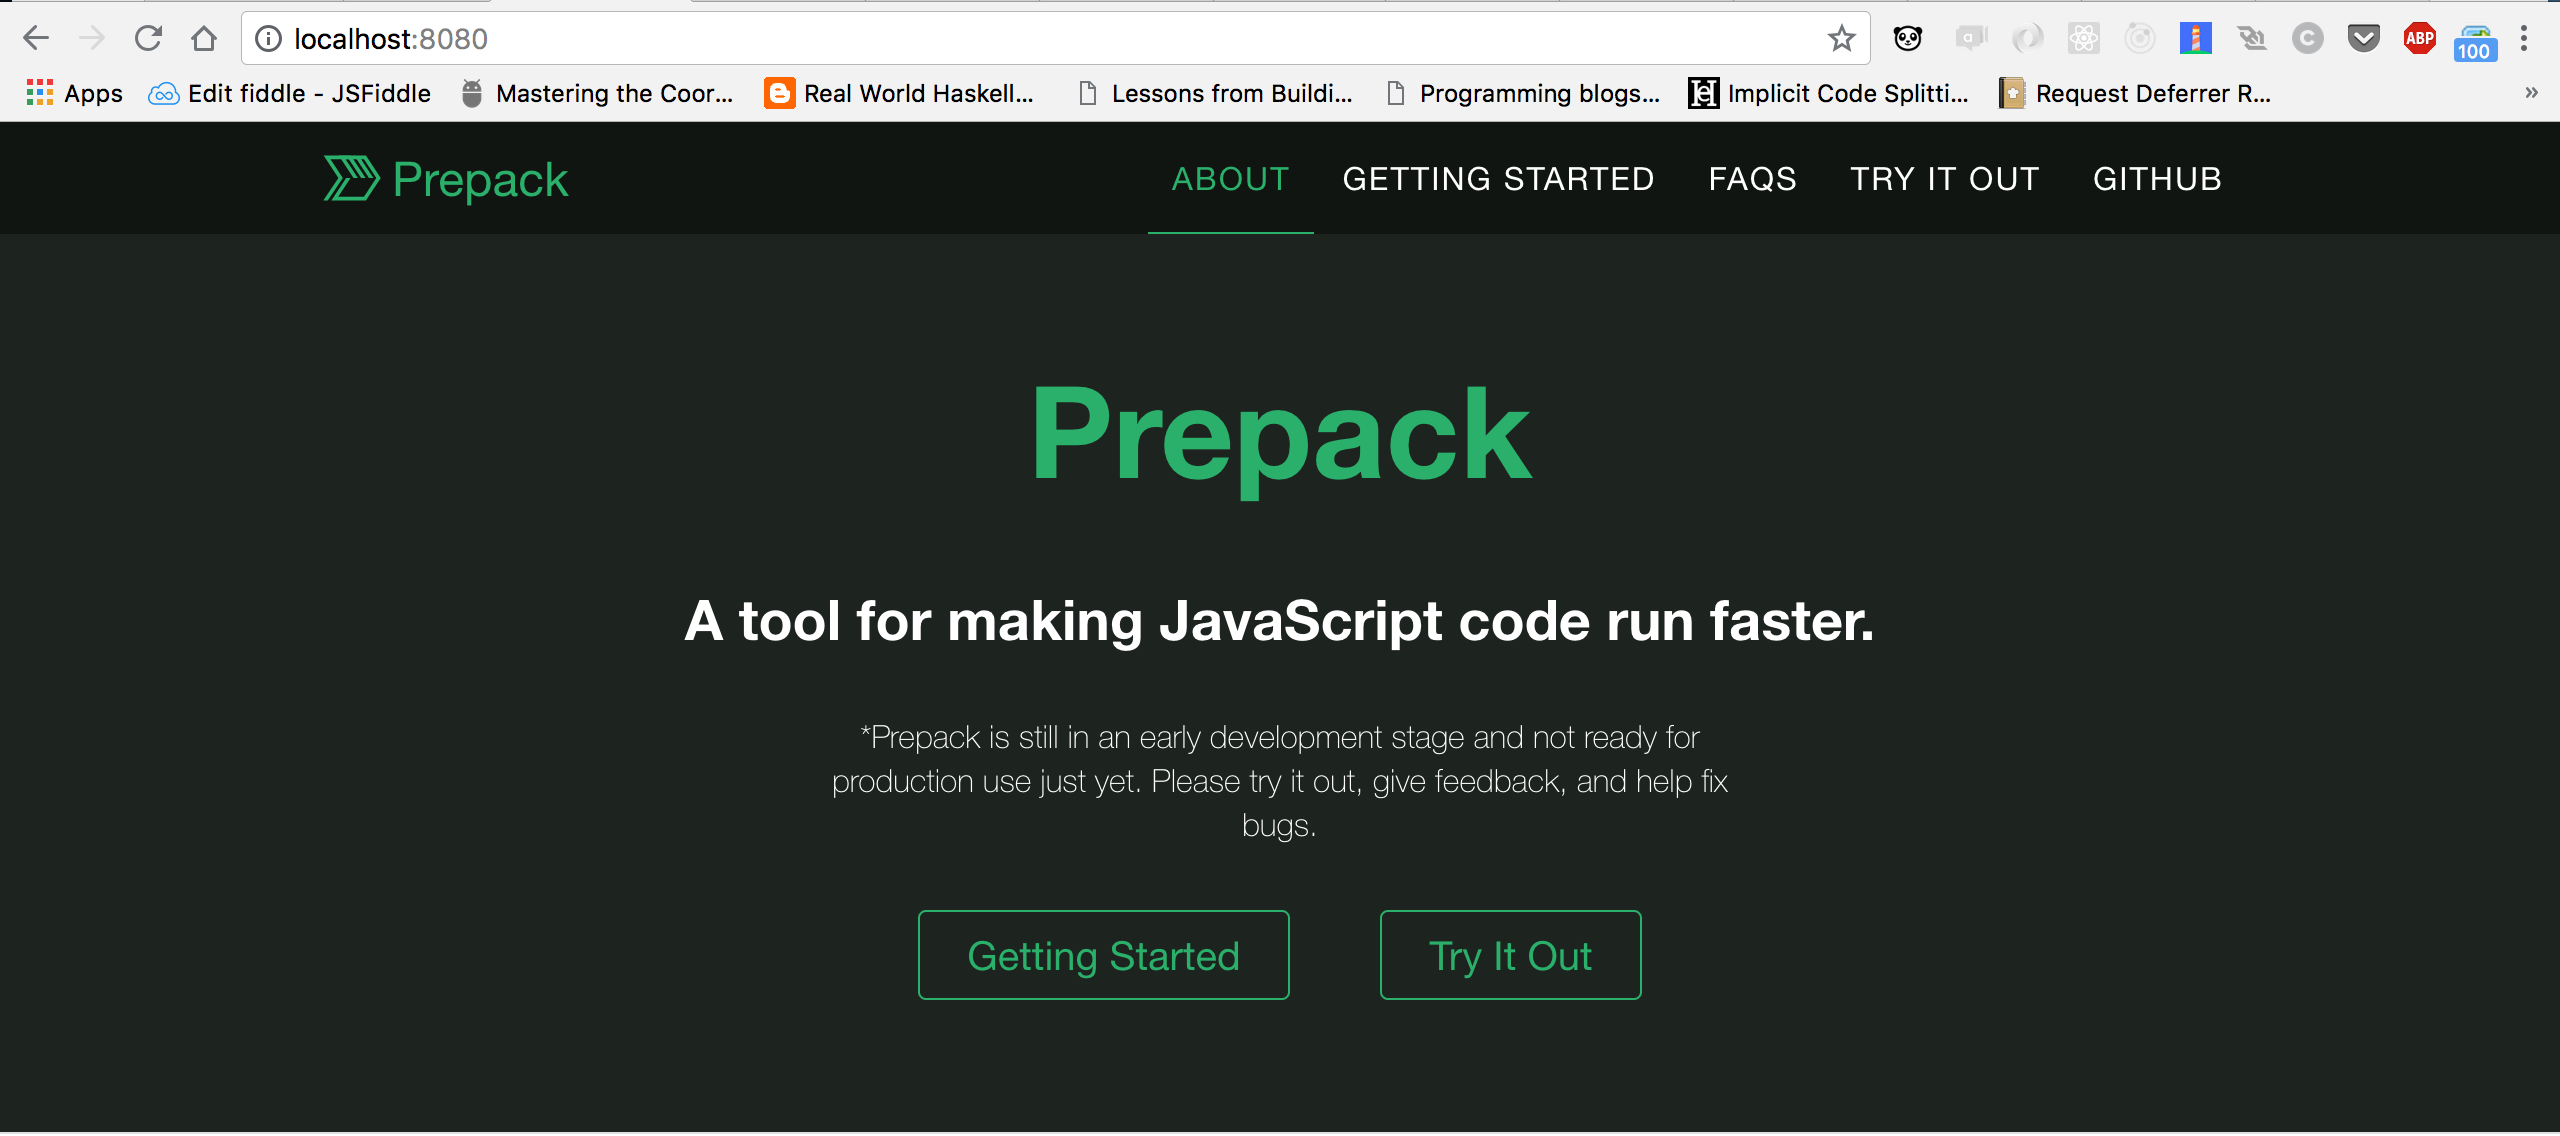 localhost:8080
ABP
100
Apps
Edit fiddle - JSFiddle
Mastering the Coor...
Real World Haskell...
Lessons from Buildi...
Programming blogs...
Implicit Code Splitti...
Request Deferrer R...
»
Prepack
ABOUT
GETTING STARTED
FAQS
TRY IT OUT
GITHUB
Prepack
A tool for making JavaScript code run faster.
*Prepack is still in an early development stage and not ready for
production use just yet. Please try it out, give feedback, and help fix
bugs.
Getting Started
Try It Out